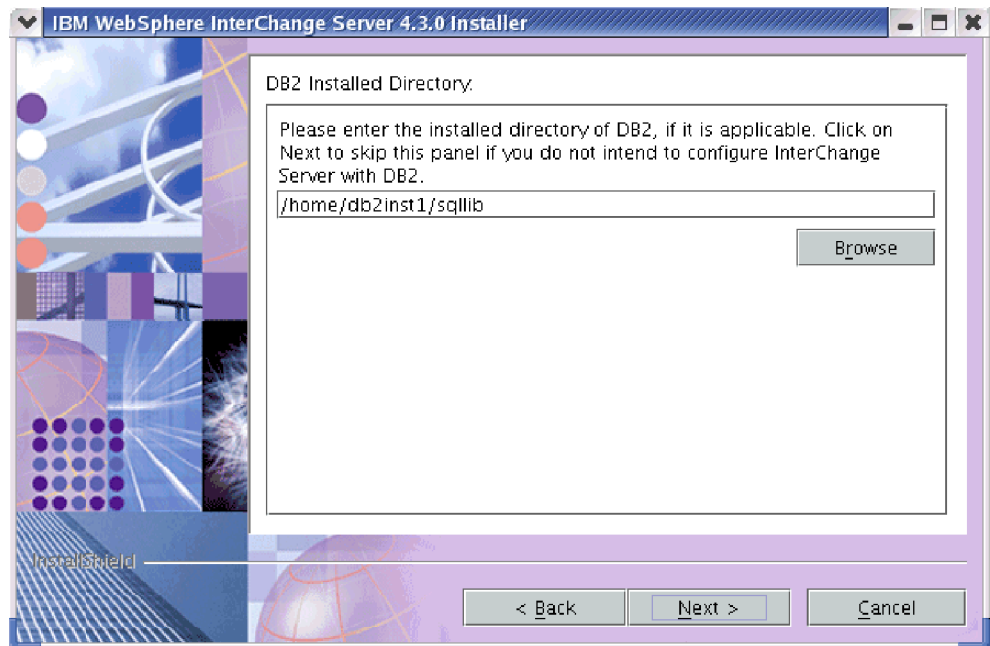 IBM WebSphere InterChange Server 4.3.0 Installer
DB2 Installed Directory:
Please enter the installed directory of DB2, if it is applicable. Click on
Next to skip this panel if you do not intend to configure InterChange
Server with DB2.
/home/db2inst1/sqllib
Browse
InstallShield
< Back
Next >
Cancel